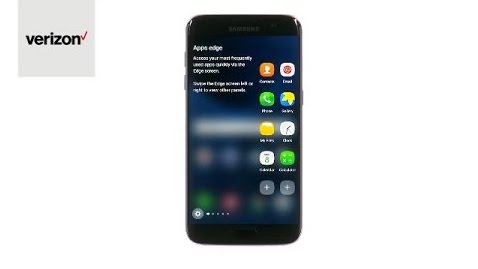 verizon✓
SAMSUNG
Apps edge
Access your most frequently
used apps quickly via the
Edge screen.
Swipe the Edge screen left or
right to view other panels.
Camera
Phone
Gallery
My Files
Clock
Calendar
Calculator